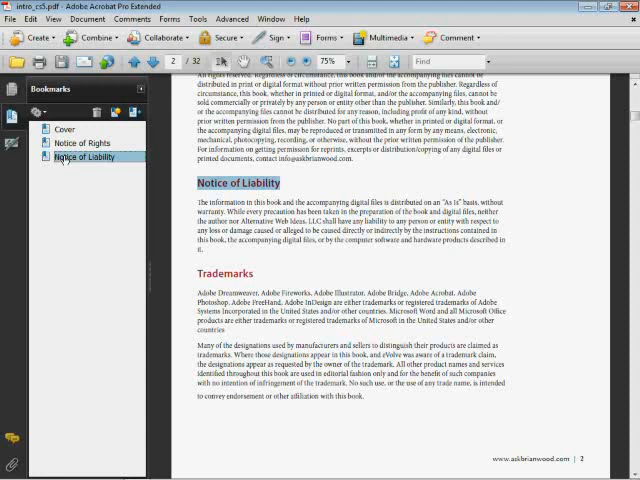 intro_cs5.pdf - Adobe Acrobat Pro Extended
File Edit View Document Comments Forms Tools Advanced Window Help
Create Combine Collaborate Secure Sign Forms Multimedia Comment
2 / 32 75% Find
Bookmarks
Cover
Notice of Rights
Notice of Liability
All rights reserved. Regardless of circumstance, this book and/or the accompanying files cannot be
distributed in print or digital format without prior written permission from the publisher. Regardless of
circumstance, this book and/or the accompanying files, whether in printed or digital format, cannot be
sold commercially or privately by any person or entity other than the publisher. Similarly, this book and/
or the accompanying digital files cannot be used for training, including profit of any kind, without
prior written permission from the publisher. No part of this book, whether in printed or digital format, or
the accompanying digital files, may be reproduced or transmitted in any form by any means, electronic,
mechanical, photocopying, recording, or otherwise, without the prior written permission of the publisher.
For information on getting permission for reprints, excerpts or distribution/copying of any digital files or
printed documents, contact info@askbrianwood.com.
Notice of Liability
The information in this book and the accompanying digital files is distributed on an "As Is" basis, without
warranty. While every precaution has been taken in the preparation of the book and digital files, neither
the author nor Alternative Web Ideas, LLC shall have any liability to any person or entity with respect to
any loss or damage caused or alleged to be caused directly or indirectly by the instructions contained in
this book, the accompanying digital files, or by the computer software and hardware products described in
it.
Trademarks
Adobe Dreamweaver, Adobe Fireworks, Adobe Illustrator, Adobe Bridge, Adobe Acrobat, Adobe
Photoshop, Adobe FreeHand, Adobe InDesign are either trademarks or registered trademarks of Adobe
Systems Incorporated in the United States and/or other countries. Microsoft Word and all Microsoft Office
products are either trademarks or registered trademarks of Microsoft in the United States and/or other
countries
Many of the designations used by manufacturers and sellers to distinguish their products are claimed as
trademarks. Where those designations appear in this book, and eVolve was aware of a trademark claim,
the designations appear as requested by the owner of the trademark. All other product names and services
identified throughout this book are used in editorial fashion only and for the benefit of such companies
with no intention of infringement of the trademark. No such use, or the use of any trade name, is intended
to convey endorsement or other affiliation with this book.
www.askbrianwood.com | 2